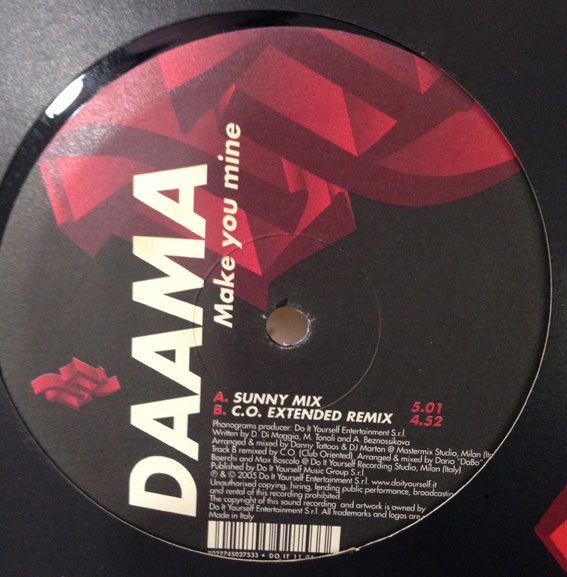 DAAMA
Make you mine
A. SUNNY MIX 5.01
B. C.O. EXTENDED REMIX 4.52
Phonograms producer: Do It Yourself Entertainment S.r.l.
Written by D. Di Maggio, M. Tonali and A. Beznossikova
Arranged & mixed by Danny Tattoos & DJ Marton @ Mastermix Studio, Milan
Track B remixed by C.O. (Club Oriented), Arranged & mixed by Dario "DaBo"
Boerchi and Max Boscolo @ Do It Yourself Recording Studio, Milan (Italy)
Published by Do It Yourself Music Group S.r.l.
℗ & © 2005 Do It Yourself Entertainment S.r.l. www.doityourself.it
Unauthorised copying, hiring, lending public performance, broadcasting
and rental of this recording prohibited
The copyright of this sound recording and artwork is owned by
Do It Yourself Entertainment S.r.l. All trademarks and logos are
Made in Italy
DO IT